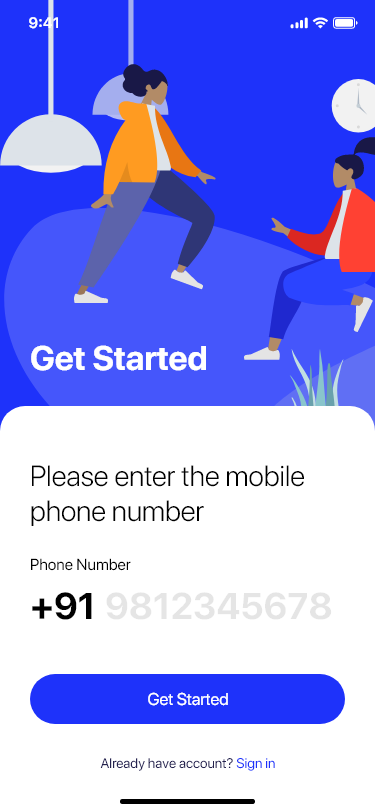 9:41
Get Started
Please enter the mobile
phone number
Phone Number
+91 9812345678
Get Started
Already have account? Sign in